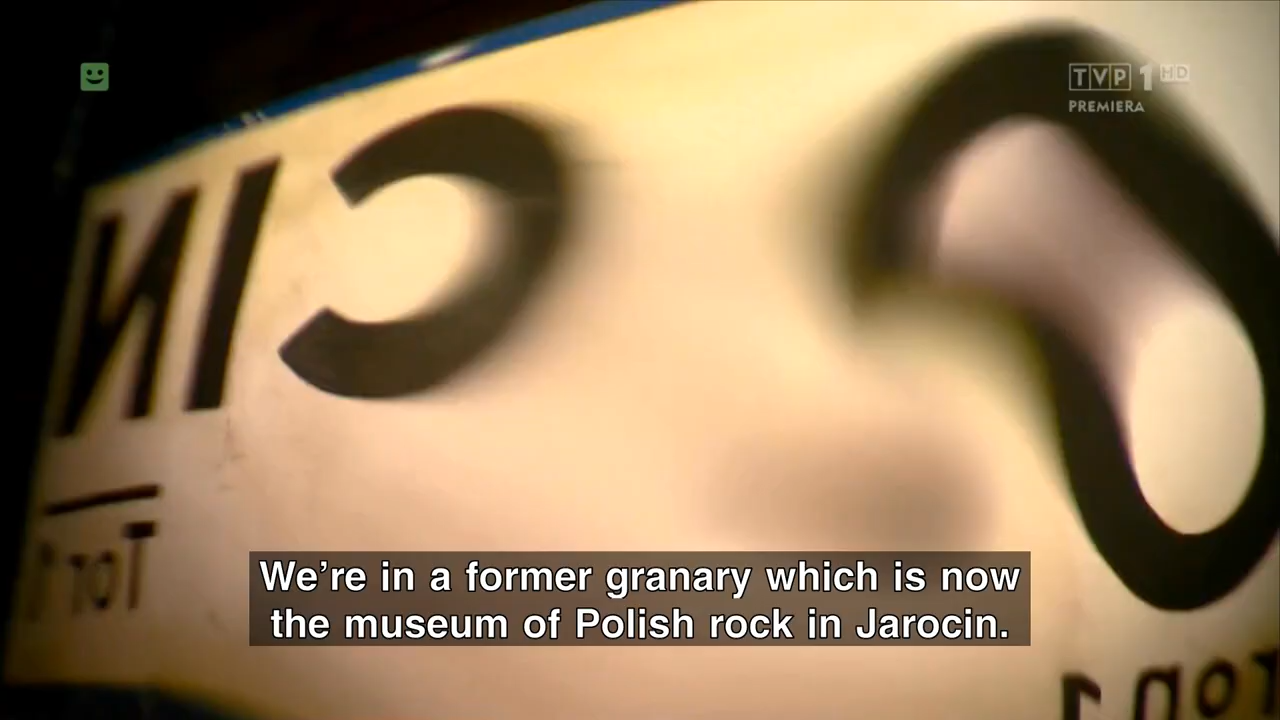 TVP 1 HD
PREMIERA
OCIN
We're in a former granary which is now
the museum of Polish rock in Jarocin.